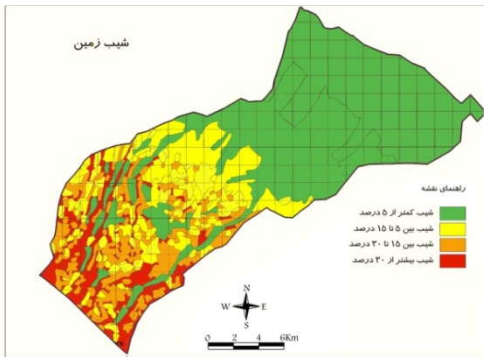 شیب زمین
راهنمای نقشه
شیب کمتر از ۵ درصد
شیب بین ۵ تا ۱۵ درصد
شیب بین ۱۵ تا ۳۰ درصد
شیب بیشتر از ۳۰ درصد
N
W E
S
0 2 4 6Km